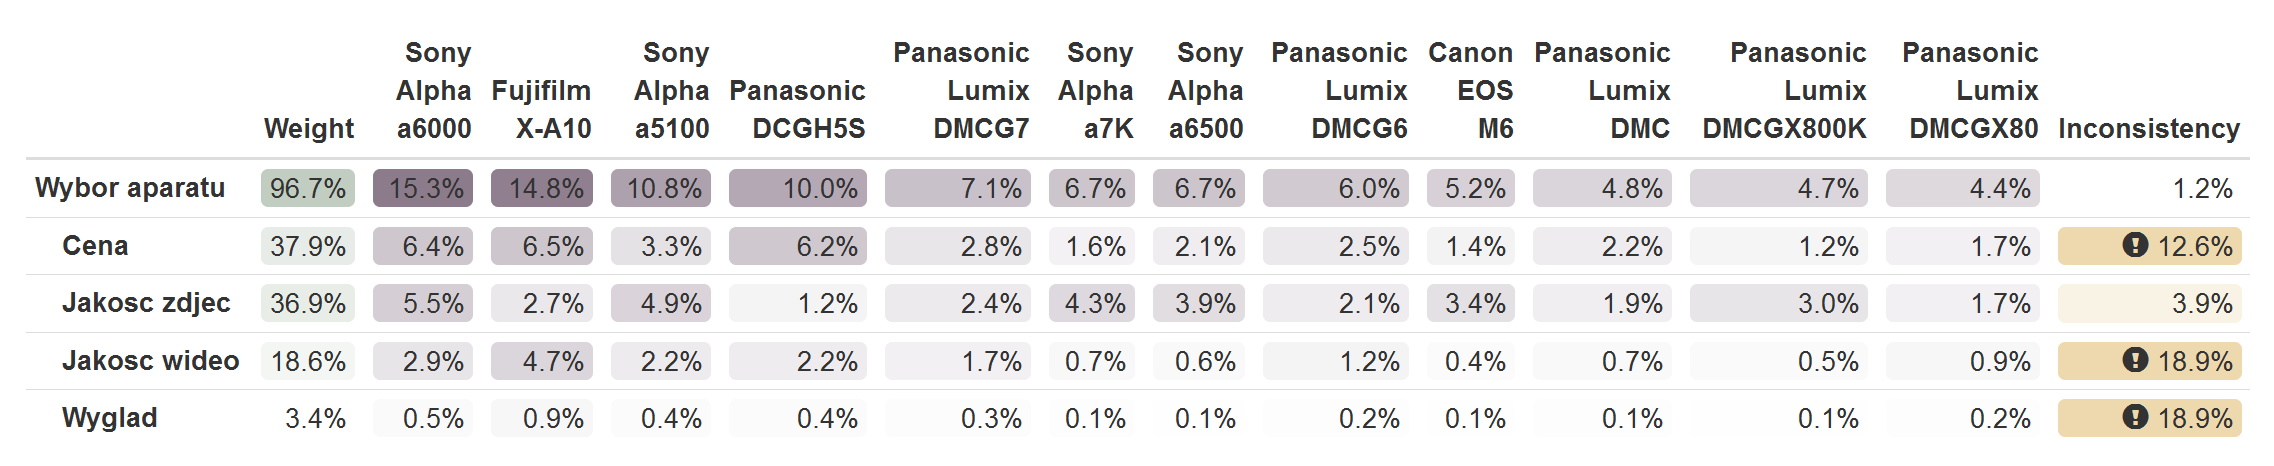 Weight Sony Alpha a6000 Fujifilm X-A10 Sony Alpha a5100 Panasonic DCGH5S Panasonic Lumix DMCG7 Sony Alpha a7K Sony Alpha a6500 Panasonic Lumix DMCG6 Canon EOS M6 Panasonic Lumix DMC Panasonic Lumix DMCGX800K Panasonic Lumix DMCGX80 Inconsistency
Wybor aparatu 96.7% 15.3% 14.8% 10.8% 10.0% 7.1% 6.7% 6.7% 6.0% 5.2% 4.8% 4.7% 4.4% 1.2%
Cena 37.9% 6.4% 6.5% 3.3% 6.2% 2.8% 1.6% 2.1% 2.5% 1.4% 2.2% 1.2% 1.7% 12.6%
Jakosc zdjec 36.9% 5.5% 2.7% 4.9% 1.2% 2.4% 4.3% 3.9% 2.1% 3.4% 1.9% 3.0% 1.7% 3.9%
Jakosc wideo 18.6% 2.9% 4.7% 2.2% 2.2% 1.7% 0.7% 0.6% 1.2% 0.4% 0.7% 0.5% 0.9% 18.9%
Wyglad 3.4% 0.5% 0.9% 0.4% 0.4% 0.3% 0.1% 0.1% 0.2% 0.1% 0.1% 0.1% 0.2% 18.9%